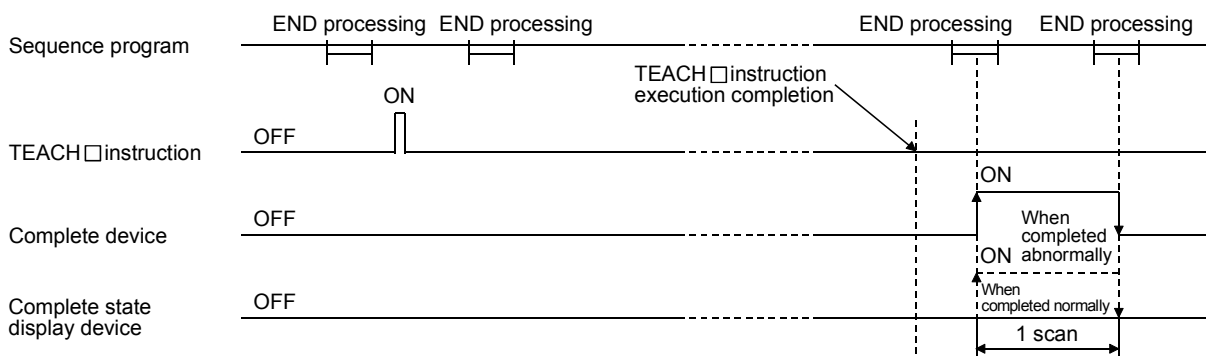 END processing END processing END processing END processing
Sequence program
TEACH□instruction
execution completion
ON
OFF
TEACH□instruction
ON
OFF
Complete device
When
completed
abnormally
ON
OFF
When
completed normally
Complete state
display device
1 scan